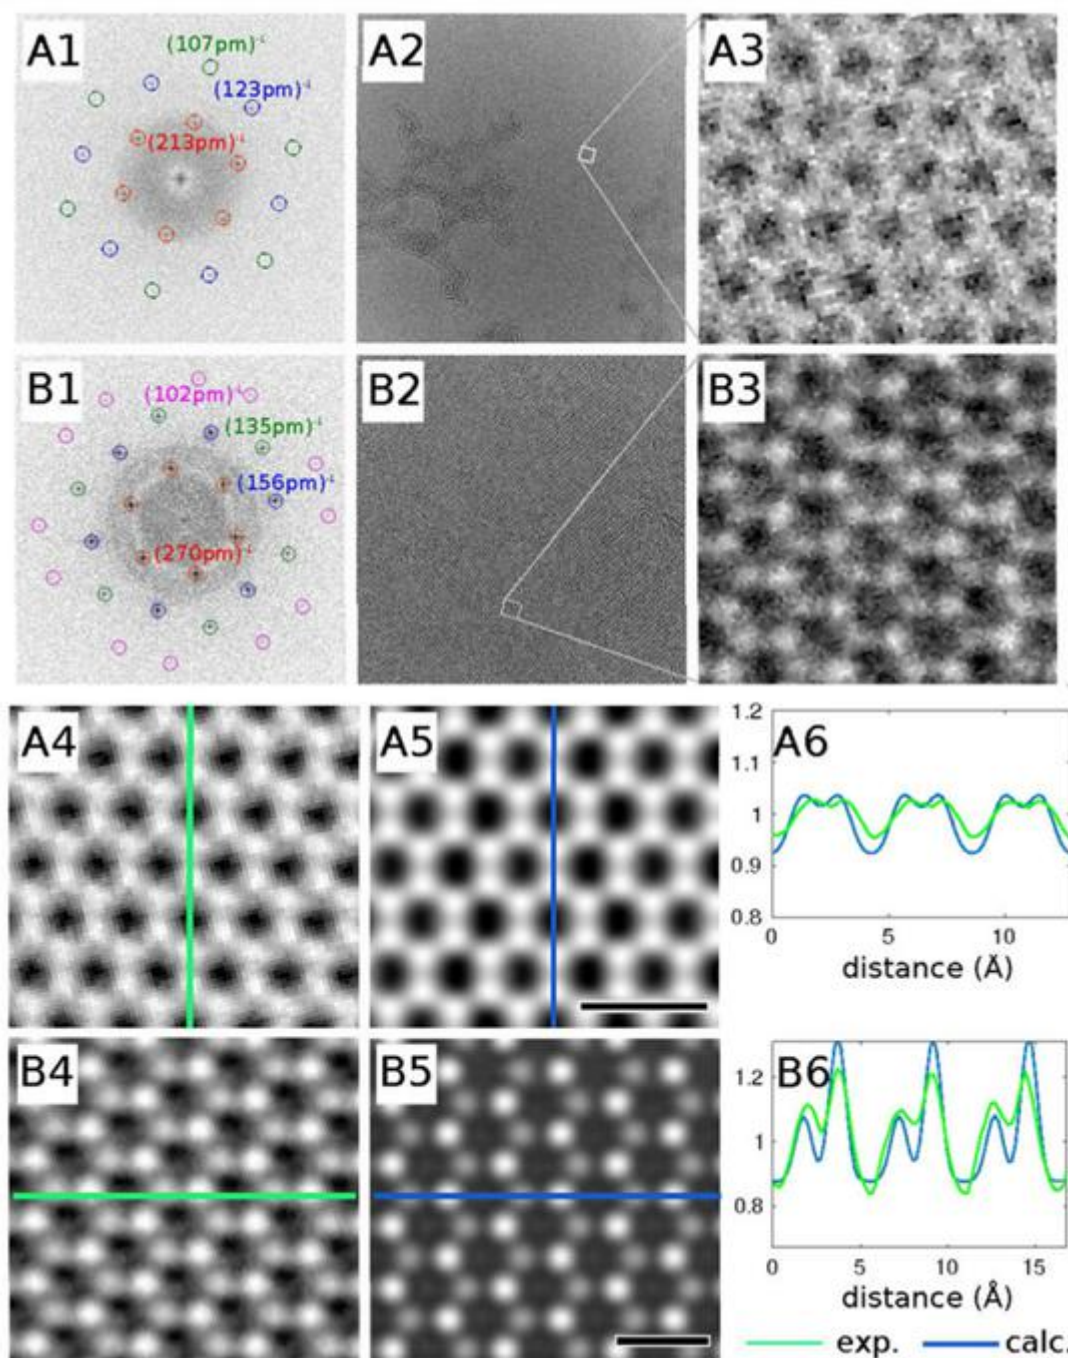 A1
(107pm)⁻¹
(123pm)⁻¹
(213pm)⁻¹
A2
A3
B1
(102pm)⁻¹
(135pm)⁻¹
(156pm)⁻¹
(270pm)⁻¹
B2
B3
A4
A5
A6
1.2
1.1
1
0.9
0.8
0 5 10
distance (Å)
B4
B5
B6
1.2
1
0.8
0 5 10 15
distance (Å)
exp. calc.